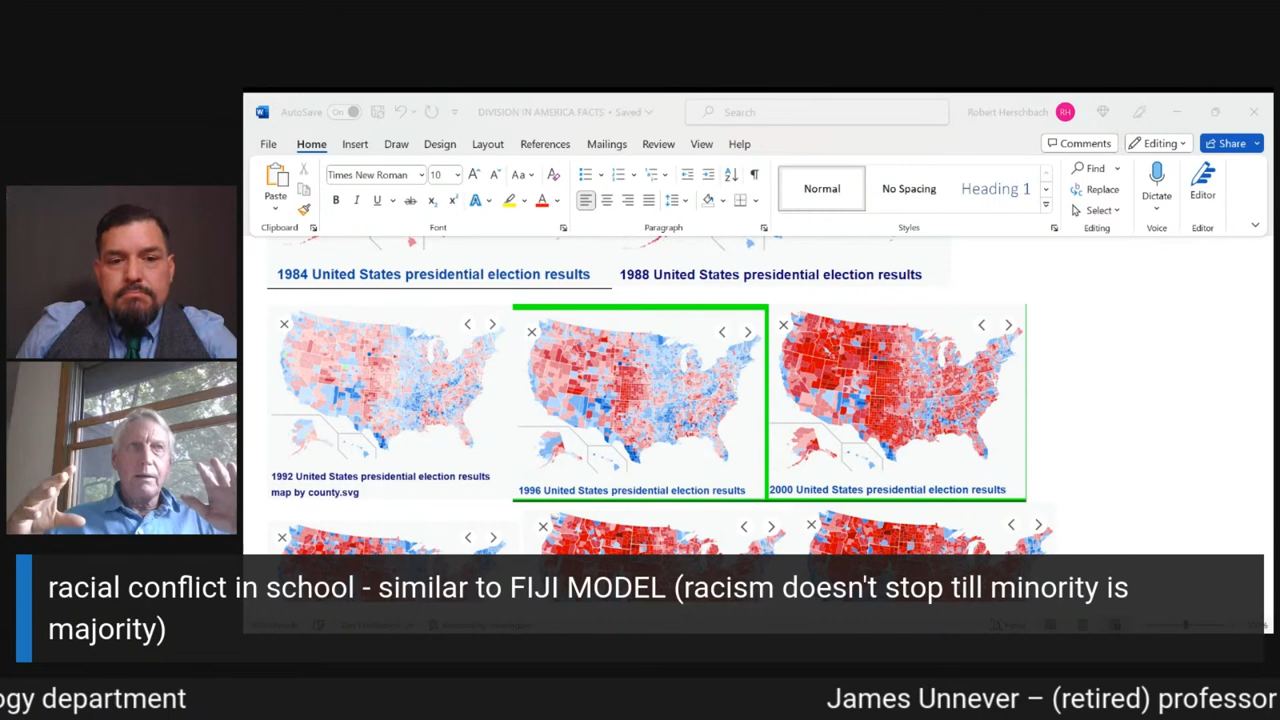 AutoSave On
DIVISION IN AMERICA FACTS • Saved
Search
Robert Herschbach RH
File Home Insert Draw Design Layout References Mailings Review View Help
Comments Editing Share
Paste
Times New Roman 10
Normal No Spacing Heading 1
Find
Replace
Select
Dictate
Editor
Clipboard Font Paragraph Styles Editing Voice Editor
1984 United States presidential election results
1988 United States presidential election results
1992 United States presidential election results
map by county.svg
1996 United States presidential election results
2000 United States presidential election results
racial conflict in school - similar to FIJI MODEL (racism doesn't stop till minority is
majority)
ogy department
James Unnever – (retired) professor